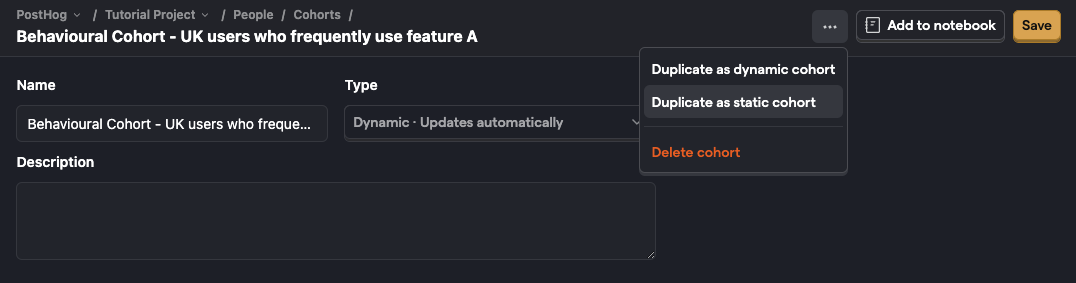 PostHog / Tutorial Project / People / Cohorts /
Behavioural Cohort - UK users who frequently use feature A
... Add to notebook Save
Duplicate as dynamic cohort
Duplicate as static cohort
Delete cohort
Name Type
Behavioural Cohort - UK users who freque... Dynamic · Updates automatically
Description